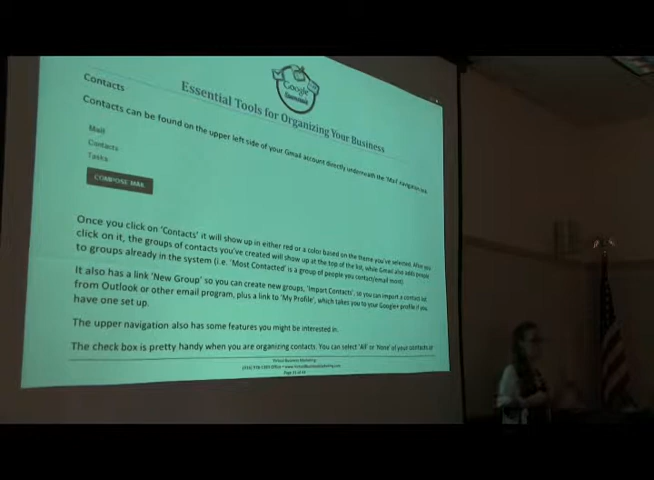 Google
Essentials
Essential Tools for Organizing Your Business
Contacts
Contacts can be found on the upper left side of your Gmail account directly underneath the 'Mail' navigation link.
Mail
Contacts
Tasks
COMPOSE MAIL
Once you click on 'Contacts' it will show up in either red or a color based on the theme you've selected. After you
click on it, the groups of contacts you've created will show up at the top of the list, while Gmail also adds people
to groups already in the system (i.e. 'Most Contacted' is a group of people you contact/email most)
It also has a link 'New Group' so you can create new groups, 'Import Contacts', so you can import a contact list
from Outlook or other email program, plus a link to 'My Profile', which takes you to your Google+ profile if you
have one set up.
The upper navigation also has some features you might be interested in.
The check box is pretty handy when you are organizing contacts. You can select 'All' or 'None' of your contacts or
Virtual Business Marketing